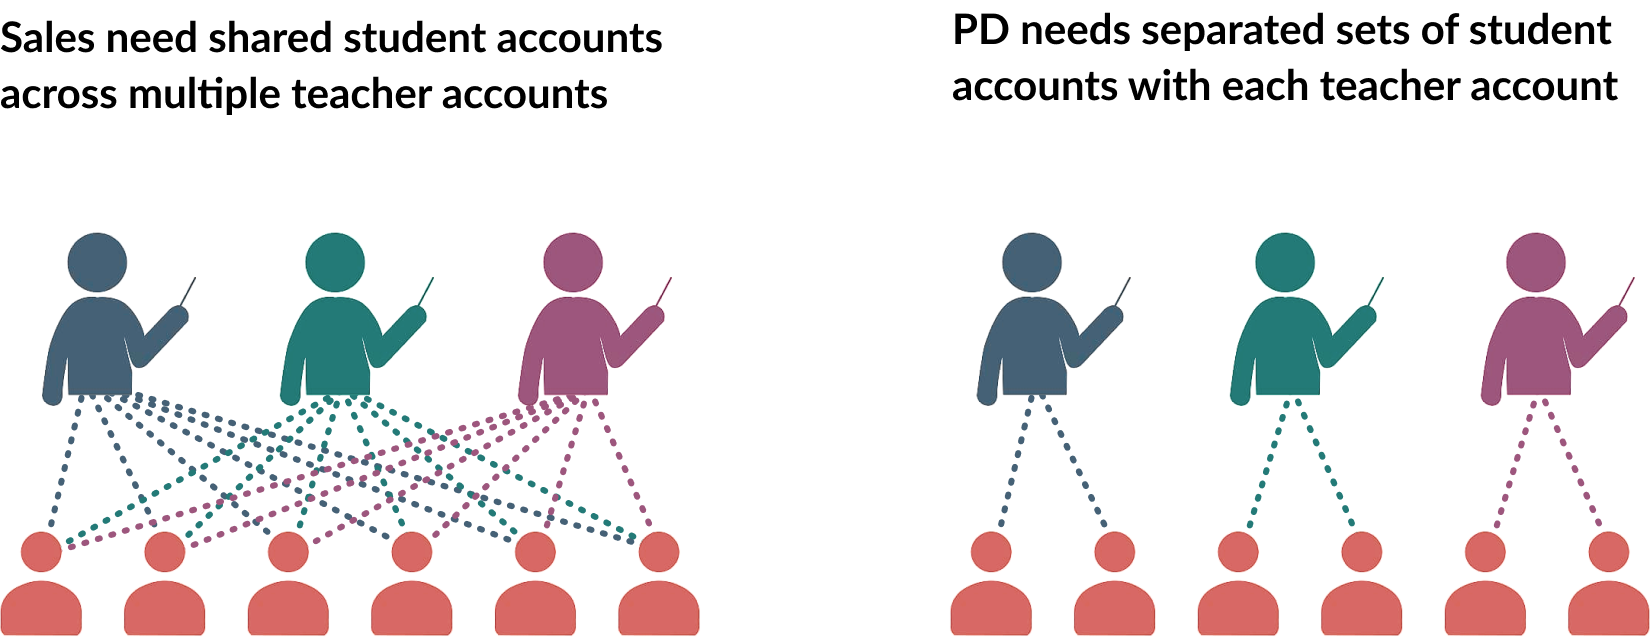 Sales need shared student accounts
across multiple teacher accounts
PD needs separated sets of student
accounts with each teacher account